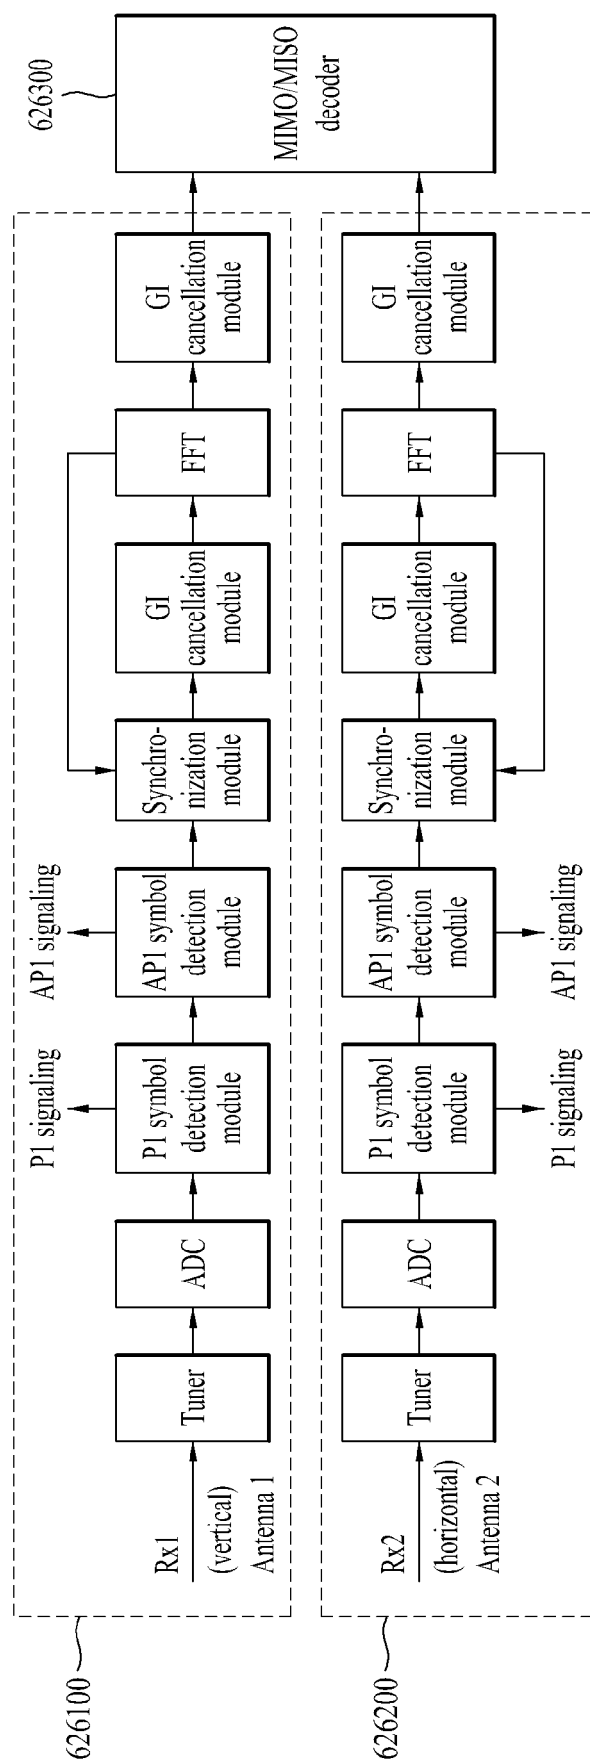 626100
Rx1
(vertical)
Antenna 1
Tuner
ADC
P1 symbol
detection
module
P1 signaling
AP1 symbol
detection
module
AP1 signaling
Synchro-
nization
module
GI
cancellation
module
FFT
GI
cancellation
module
626300
MIMO/MISO
decoder
626200
Rx2
(horizontal)
Antenna 2
Tuner
ADC
P1 symbol
detection
module
P1 signaling
AP1 symbol
detection
module
AP1 signaling
Synchro-
nization
module
GI
cancellation
module
FFT
GI
cancellation
module